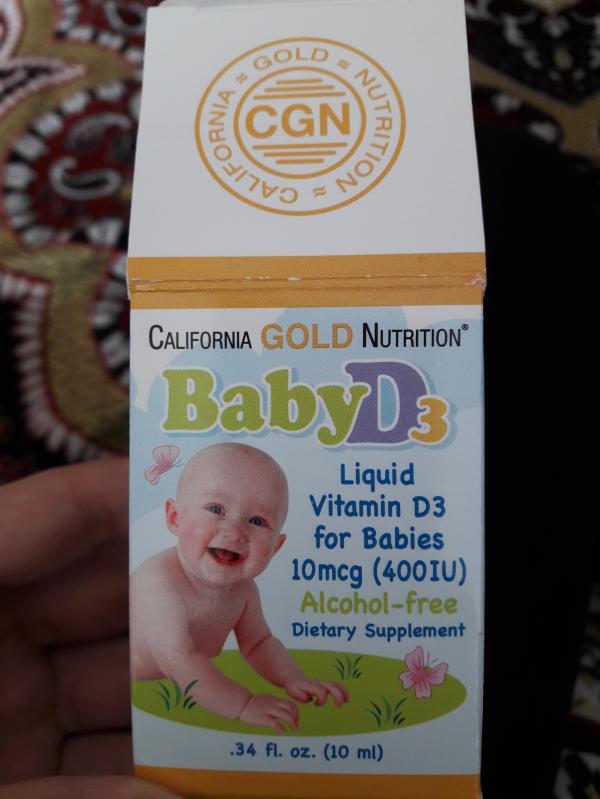 CALIFORNIA ≈ GOLD ≈ NUTRITION ≈
CGN
CALIFORNIA GOLD NUTRITION®
BabyD3
Liquid
Vitamin D3
for Babies
10mcg (400IU)
Alcohol-free
Dietary Supplement
.34 fl. oz. (10 ml)